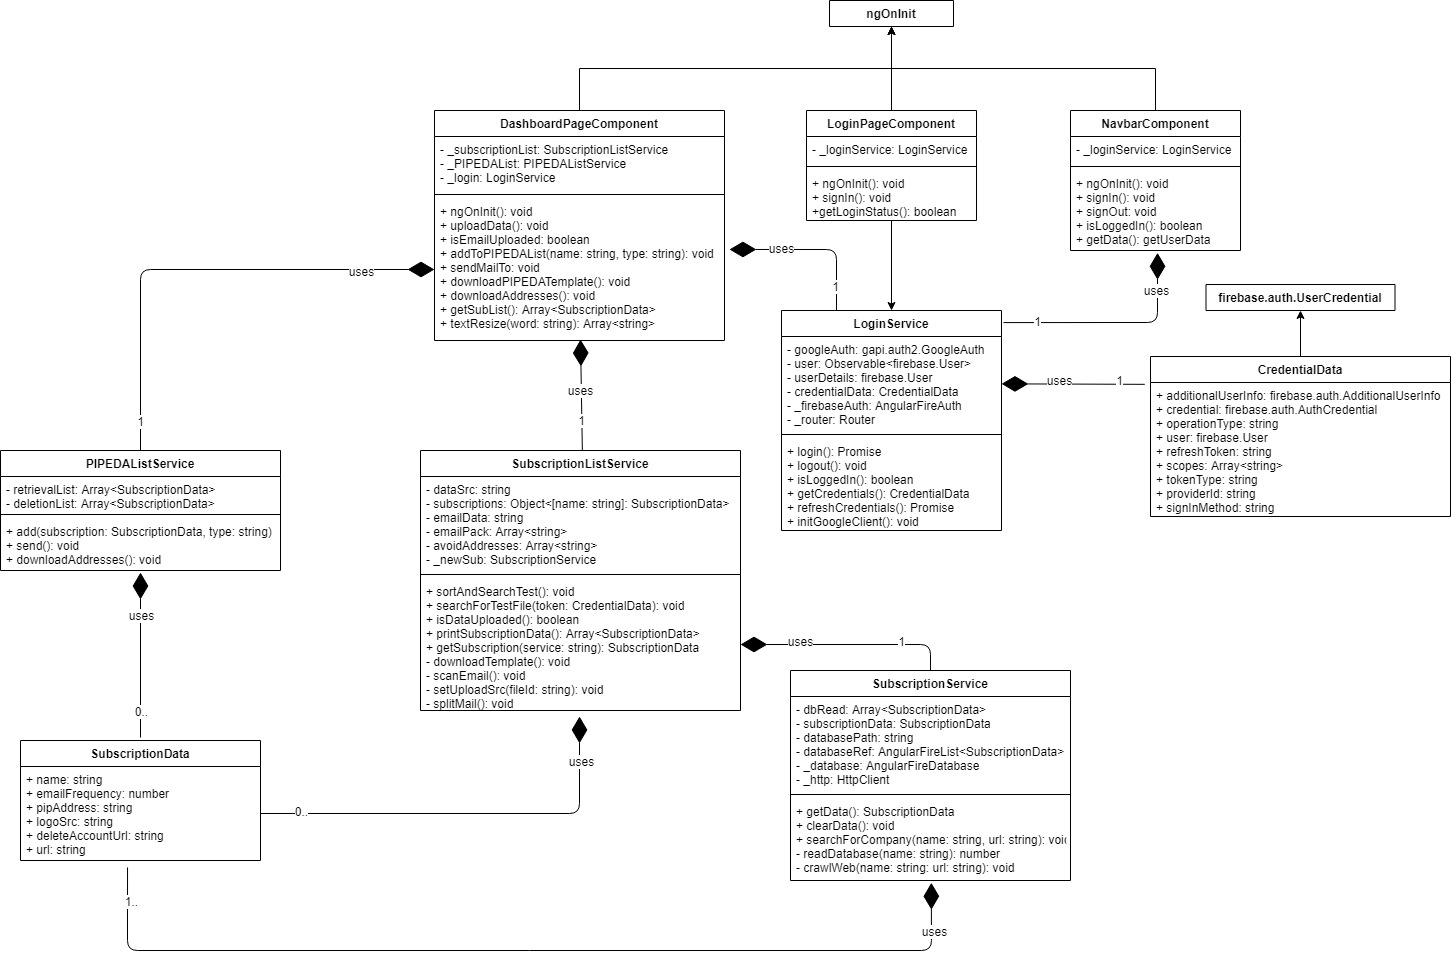 ngOnInit
DashboardPageComponent
- _subscriptionList: SubscriptionListService
- _PIPEDAList: PIPEDAListService
- _login: LoginService
+ ngOnInit(): void
+ uploadData(): void
+ isEmailUploaded: boolean
+ addToPIPEDAList(name: string, type: string): void
+ sendMailTo: void
+ downloadPIPEDATemplate(): void
+ downloadAddresses(): void
+ getSubList(): Array<SubscriptionData>
+ textResize(word: string): Array<string>
LoginPageComponent
- _loginService: LoginService
+ ngOnInit(): void
+ signIn(): void
+getLoginStatus(): boolean
NavbarComponent
- _loginService: LoginService
+ ngOnInit(): void
+ signIn(): void
+ signOut: void
+ isLoggedIn(): boolean
+ getData(): getUserData
uses
1
uses
1
uses
1
uses
1
LoginService
- googleAuth: gapi.auth2.GoogleAuth
- user: Observable<firebase.User>
- userDetails: firebase.User
- credentialData: CredentialData
- _firebaseAuth: AngularFireAuth
- _router: Router
+ login(): Promise
+ logout(): void
+ isLoggedIn(): boolean
+ getCredentials(): CredentialData
+ refreshCredentials(): Promise
+ initGoogleClient(): void
uses
1
firebase.auth.UserCredential
CredentialData
+ additionalUserInfo: firebase.auth.AdditionalUserInfo
+ credential: firebase.auth.AuthCredential
+ operationType: string
+ user: firebase.User
+ refreshToken: string
+ scopes: Array<string>
+ tokenType: string
+ providerId: string
+ signInMethod: string
PIPEDAListService
- retrievalList: Array<SubscriptionData>
- deletionList: Array<SubscriptionData>
+ add(subscription: SubscriptionData, type: string)
+ send(): void
+ downloadAddresses(): void
uses
0..
SubscriptionListService
- dataSrc: string
- subscriptions: Object<[name: string]: SubscriptionData>
- emailData: string
- emailPack: Array<string>
- avoidAddresses: Array<string>
- _newSub: SubscriptionService
+ sortAndSearchTest(): void
+ searchForTestFile(token: CredentialData): void
+ isDataUploaded(): boolean
+ printSubscriptionData(): Array<SubscriptionData>
+ getSubscription(service: string): SubscriptionData
- downloadTemplate(): void
- scanEmail(): void
- setUploadSrc(fileId: string): void
- splitMail(): void
uses
1
uses
0..
SubscriptionData
+ name: string
+ emailFrequency: number
+ pipAddress: string
+ logoSrc: string
+ deleteAccountUrl: string
+ url: string
1..
SubscriptionService
- dbRead: Array<SubscriptionData>
- subscriptionData: SubscriptionData
- databasePath: string
- databaseRef: AngularFireList<SubscriptionData>
- _database: AngularFireDatabase
- _http: HttpClient
+ getData(): SubscriptionData
+ clearData(): void
+ searchForCompany(name: string, url: string): voi
- readDatabase(name: string): number
- crawlWeb(name: string: url: string): void
uses